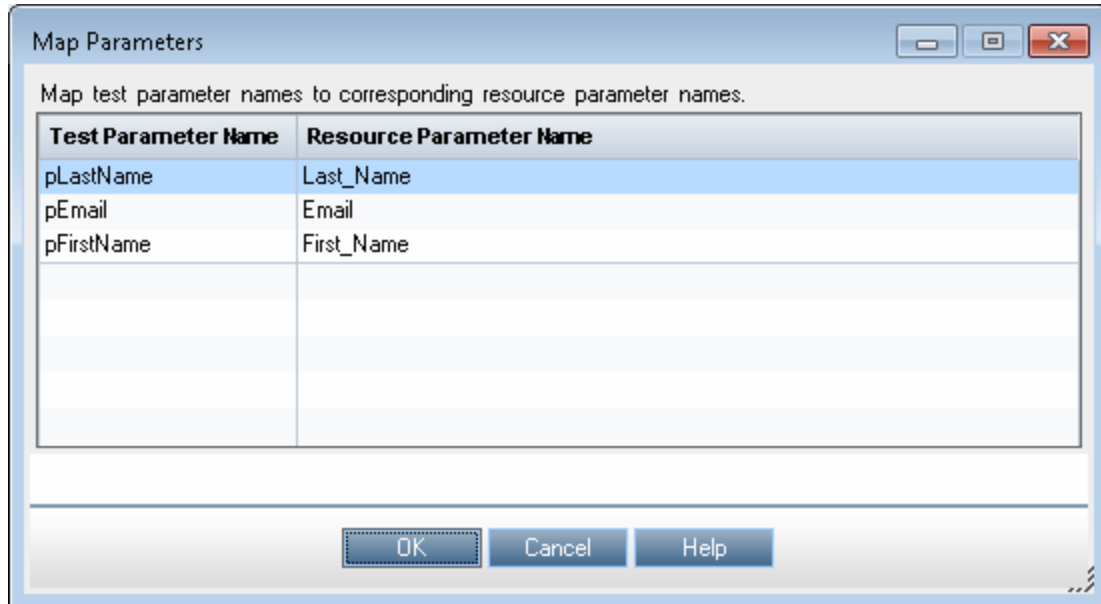 Map Parameters
Map test parameter names to corresponding resource parameter names.
Test Parameter Name Resource Parameter Name
pLastName Last_Name
pEmail Email
pFirstName First_Name
OK Cancel Help